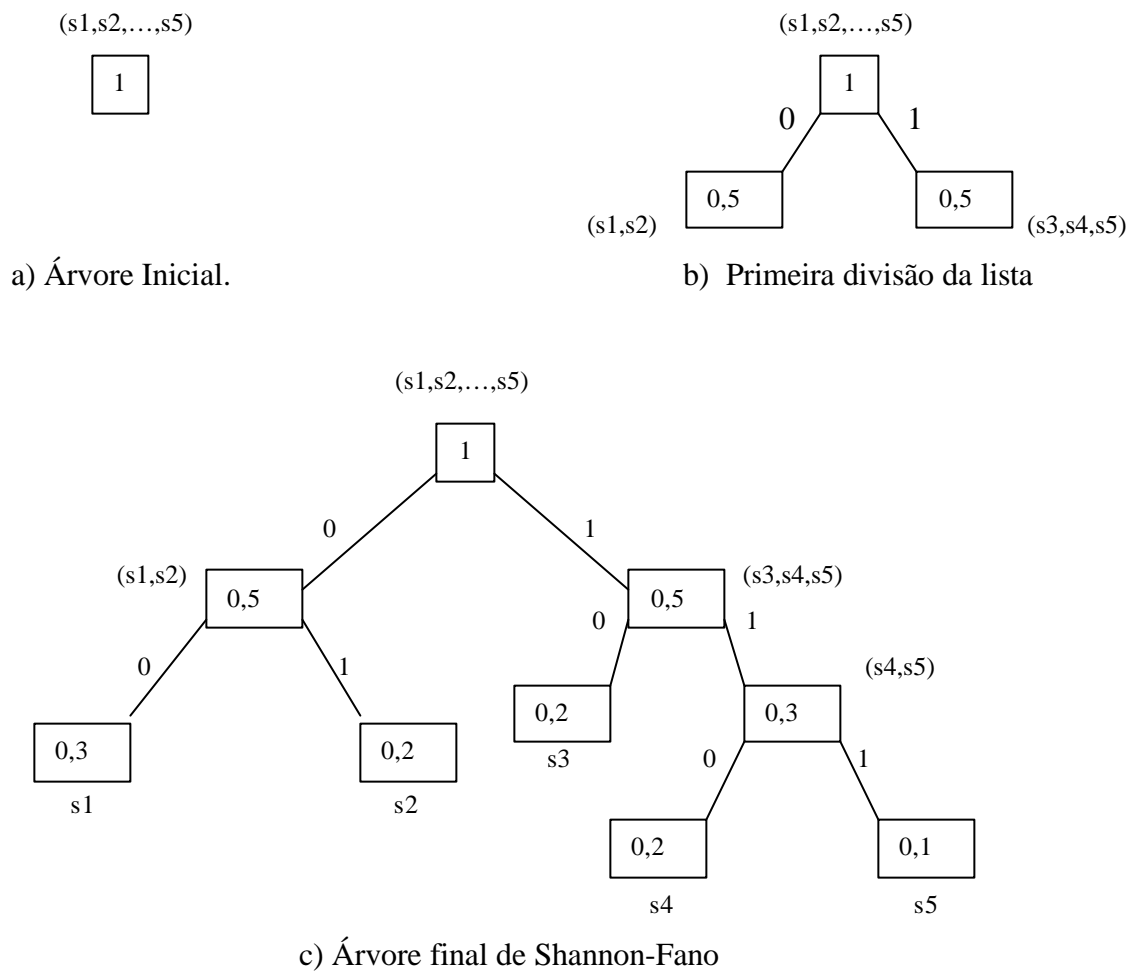 (s1,s2,…,s5) (s1,s2,…,s5)
1 1
0 1
0,5 0,5
(s1,s2) (s3,s4,s5)
a) Árvore Inicial. b) Primeira divisão da lista
(s1,s2,…,s5)
1
0 1
(s1,s2) 0,5 0,5 (s3,s4,s5)
0 1
0 1 (s4,s5)
0,2 0,3
0,3 0,2 s3 0 1
s1 s2
0,2 0,1
s4 s5
c) Árvore final de Shannon-Fano